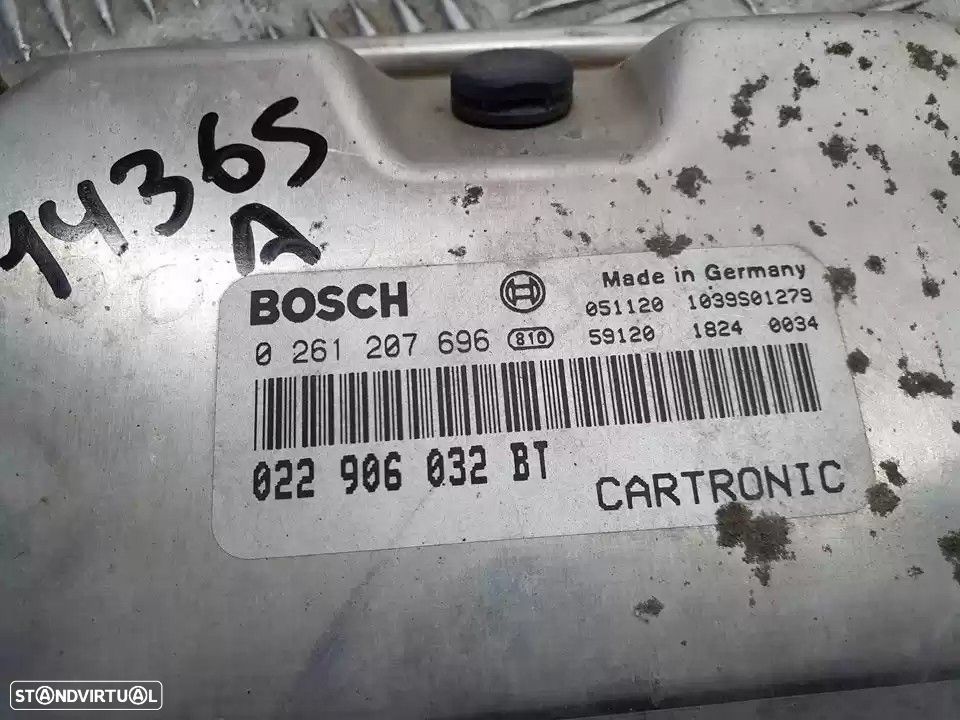 14365
A
BOSCH
Made in Germany
051120 1039S01279
0 261 207 696 810 59120 1824 0034
022 906 032 BT
CARTRONIC
STANDVIRTUAL